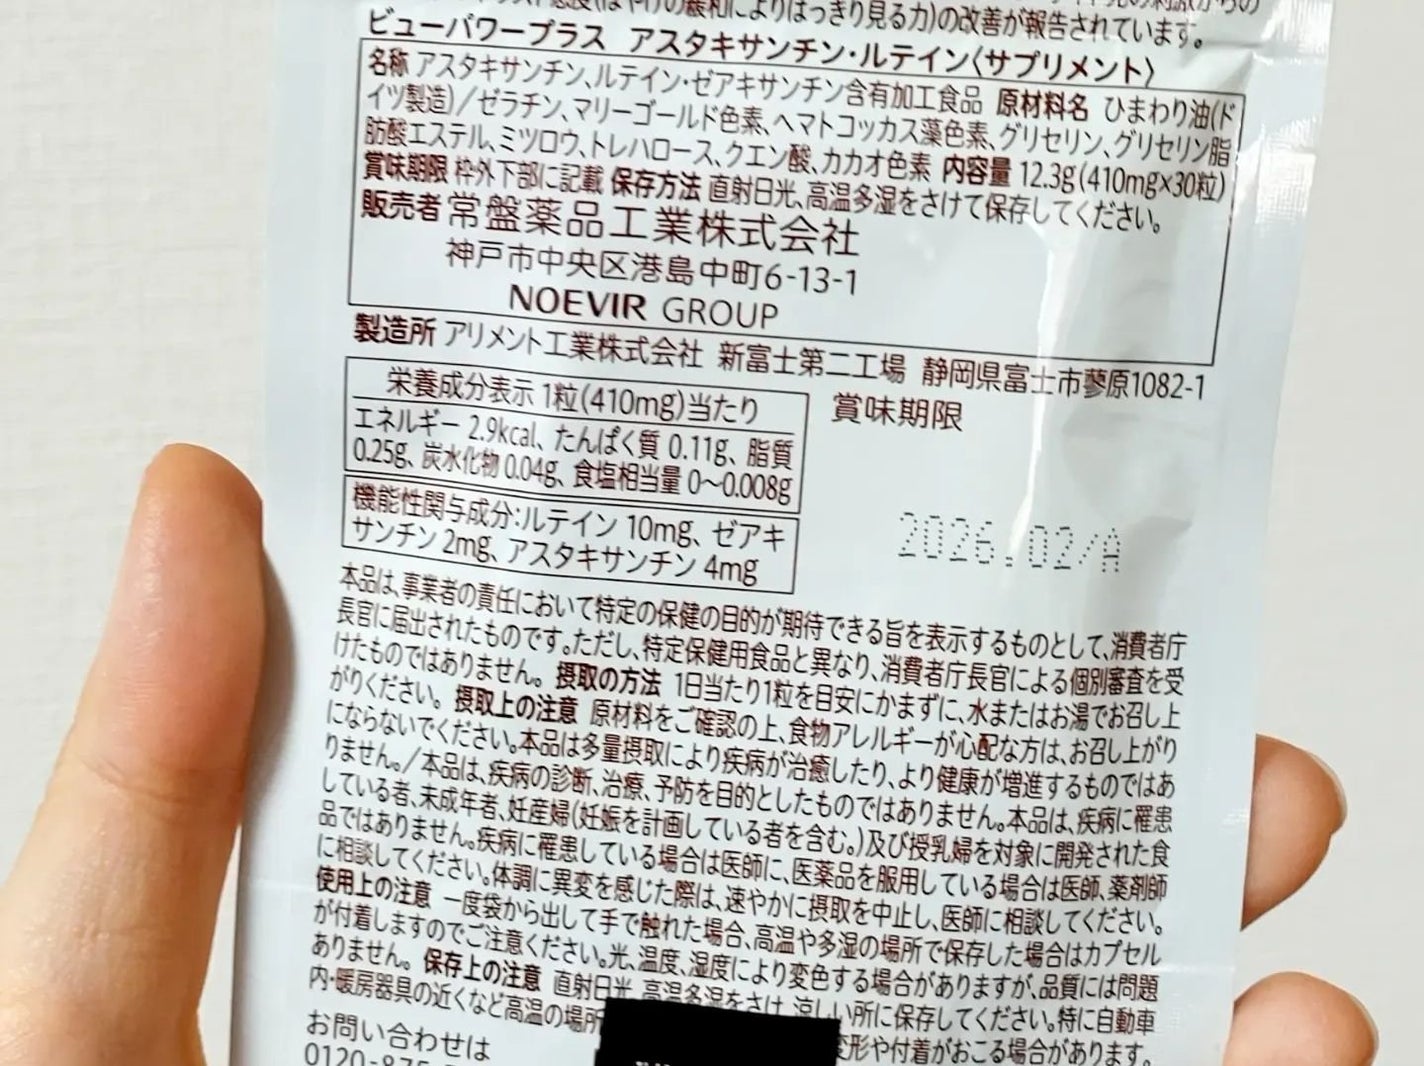 の改善が報告されています。
ビューパワープラス アスタキサンチン・ルテイン〈サプリメント〉
名称 アスタキサンチン、ルテイン・ゼアキサンチン含有加工食品 原材料名 ひまわり油(ド
イツ製造)/ゼラチン、マリーゴールド色素、ヘマトコッカス藻色素、グリセリン、グリセリン脂
肪酸エステル、ミツロウ、トレハロース、クエン酸、カカオ色素 内容量 12.3g(410mg×30粒)
賞味期限 枠外下部に記載 保存方法 直射日光、高温多湿をさけて保存してください。
販売者 常盤薬品工業株式会社
神戸市中央区港島中町6-13-1
NOEVIR GROUP
製造所 アリメント工業株式会社 新富士第二工場 静岡県富士市蓼原1082-1
栄養成分表示 1粒(410mg)当たり
エネルギー 2.9kcal、たんぱく質 0.11g、脂質
0.25g、炭水化物 0.04g、食塩相当量 0〜0.008g
機能性関与成分:ルテイン 10mg、ゼアキ
サンチン 2mg、アスタキサンチン 4mg
賞味期限
2026.02/A
本品は、事業者の責任において特定の保健の目的が期待できる旨を表示するものとして、消費者庁
長官に届出されたものです。ただし、特定保健用食品と異なり、消費者庁長官による個別審査を受
けたものではありません。 摂取の方法 1日当たり1粒を目安にかまずに、水またはお湯でお召し上
がりください。 摂取上の注意 原材料をご確認の上、食物アレルギーが心配な方は、お召し上がり
にならないでください。本品は多量摂取により疾病が治癒したり、より健康が増進するものではあ
りません。/本品は、疾病の診断、治療、予防を目的としたものではありません。本品は、疾病に罹患
している者、未成年者、妊産婦(妊娠を計画している者を含む。)及び授乳婦を対象に開発された食
品ではありません。疾病に罹患している場合は医師に、医薬品を服用している場合は医師、薬剤師
に相談してください。体調に異変を感じた際は、速やかに摂取を中止し、医師に相談してください。
使用上の注意 一度袋から出して手で触れた場合、高温や多湿の場所で保存した場合はカプセル
が付着しますのでご注意ください。光、温度、湿度により変色する場合がありますが、品質には問題
ありません。 保存上の注意 直射日光、高温多湿をさけ、涼しい所に保存してください。特に自動車
内・暖房器具の近くなど高温の場所 変形や付着がおこる場合があります。
お問い合わせは